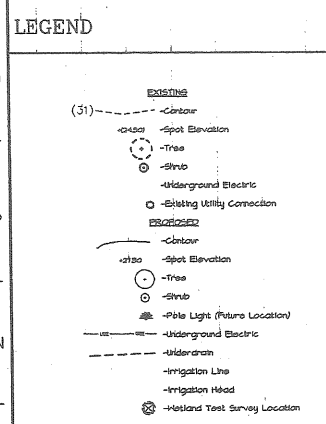 LEGEND
EXISTING
(31) -Contour
-Spot Elevation
-Tree
-Shrub
-Underground Electric
-Existing Utility Connection
PROPOSED
-Contour
-Spot Elevation
-Tree
-Shrub
-Pole Light (Future Location)
-Underground Electric
-Underdrain
-Irrigation Line
-Irrigation Head
-Wetland Test Survey Location